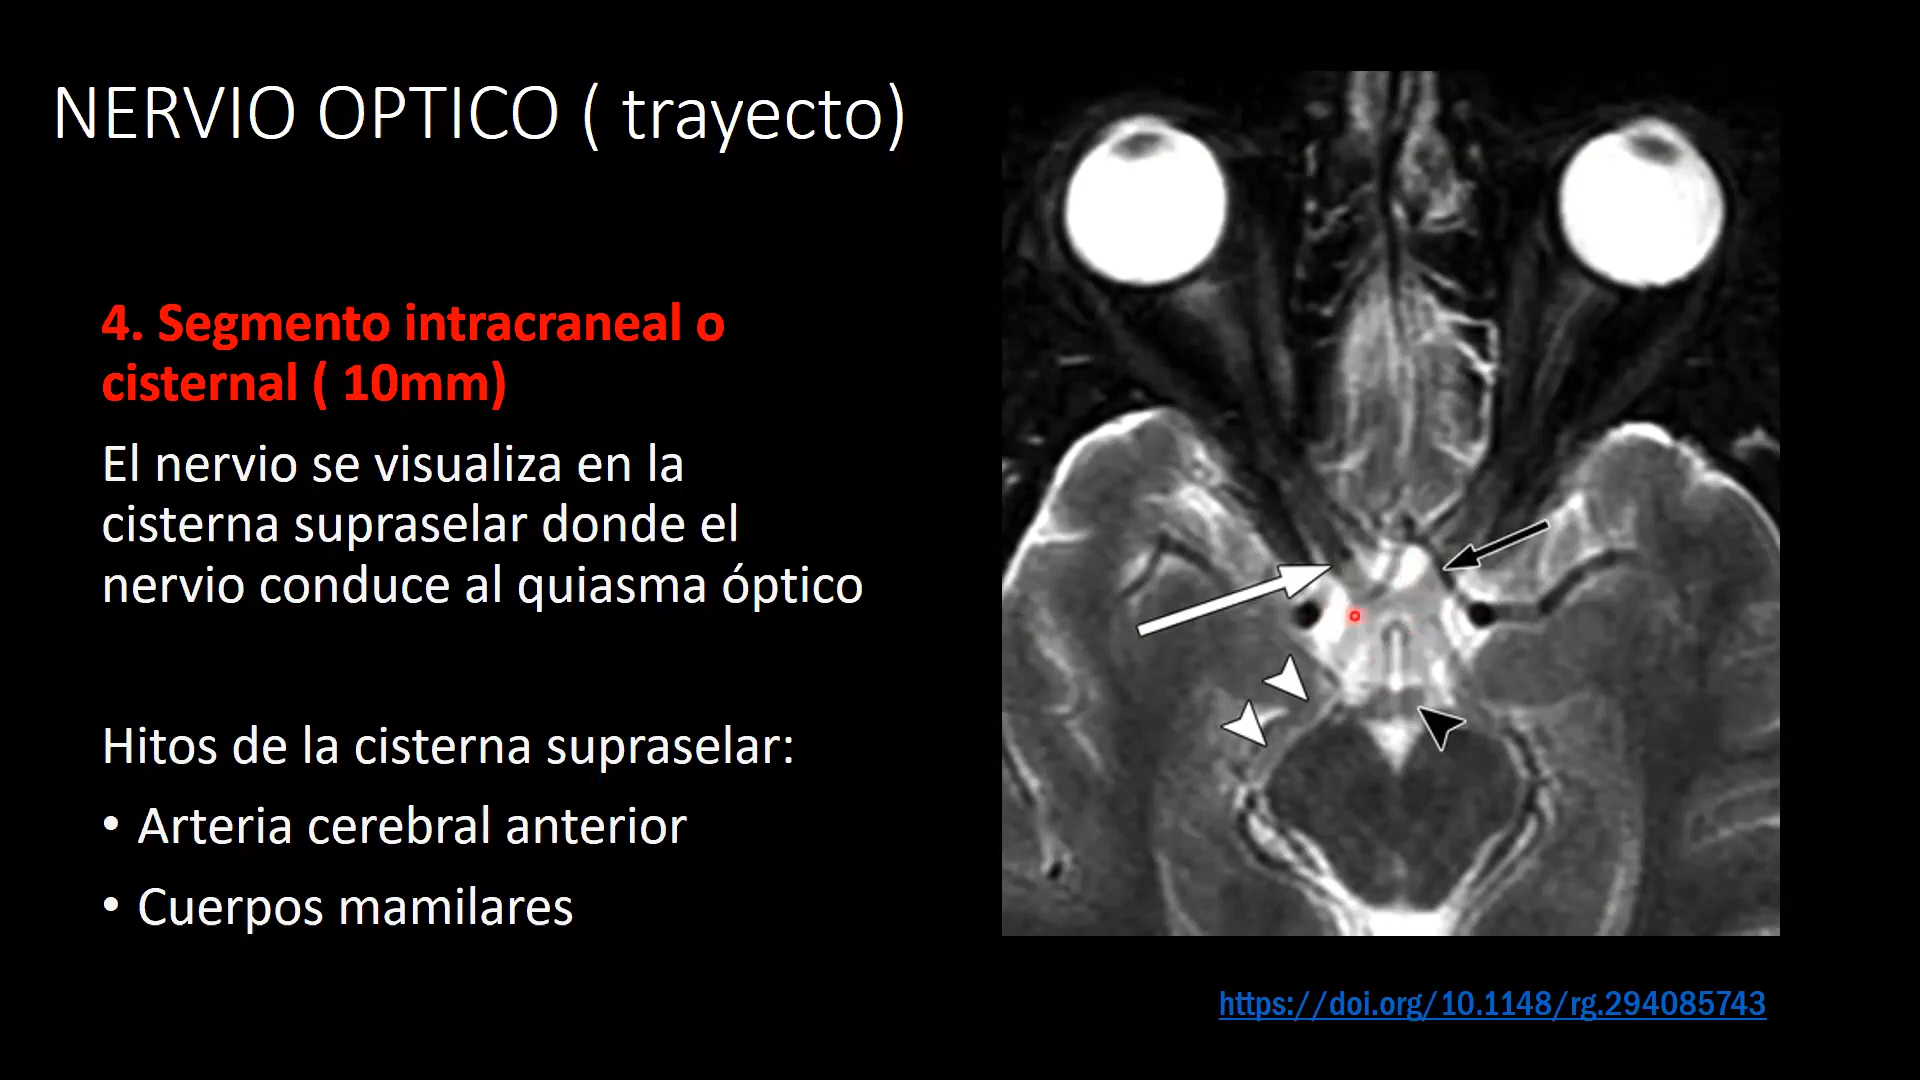 NERVIO OPTICO ( trayecto)
4. Segmento intracraneal o
cisternal ( 10mm)
El nervio se visualiza en la
cisterna supraselar donde el
nervio conduce al quiasma óptico
Hitos de la cisterna supraselar:
• Arteria cerebral anterior
• Cuerpos mamilares
https://doi.org/10.1148/rg.294085743